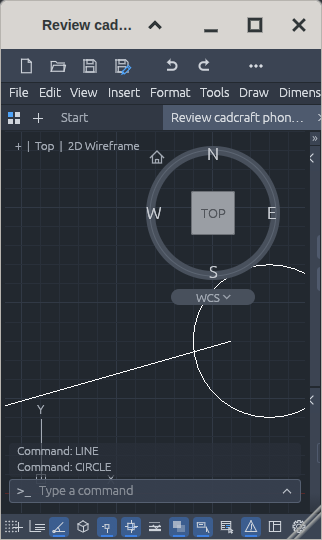 Review cad...
File Edit View Insert Format Tools Draw Dimens
Start Review cadcraft phon...
+ | Top | 2D Wireframe
N
W TOP E
S
WCS
Y
Command: LINE
Command: CIRCLE
>_ Type a command